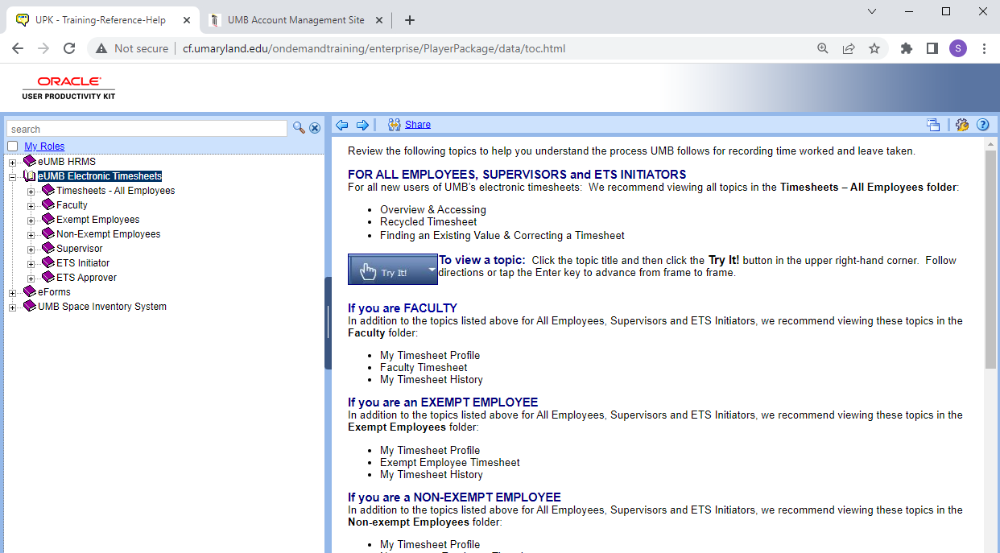 UPK - Training-Reference-Help
UMB Account Management Site
Not secure
cf.umaryland.edu/ondemandtraining/enterprise/PlayerPackage/data/toc.html
S
ORACLE
USER PRODUCTIVITY KIT
search
My Roles
eUMB HRMS
eUMB Electronic Timesheets
Timesheets - All Employees
Faculty
Exempt Employees
Non-Exempt Employees
Supervisor
ETS Initiator
ETS Approver
eForms
UMB Space Inventory System
Share
Review the following topics to help you understand the process UMB follows for recording time worked and leave taken.
FOR ALL EMPLOYEES, SUPERVISORS and ETS INITIATORS
For all new users of UMB's electronic timesheets: We recommend viewing all topics in the Timesheets – All Employees folder:
• Overview & Accessing
• Recycled Timesheet
• Finding an Existing Value & Correcting a Timesheet
Try It!
To view a topic: Click the topic title and then click the Try It! button in the upper right-hand corner. Follow
directions or tap the Enter key to advance from frame to frame.
If you are FACULTY
In addition to the topics listed above for All Employees, Supervisors and ETS Initiators, we recommend viewing these topics in the
Faculty folder:
• My Timesheet Profile
• Faculty Timesheet
• My Timesheet History
If you are an EXEMPT EMPLOYEE
In addition to the topics listed above for All Employees, Supervisors and ETS Initiators, we recommend viewing these topics in the
Exempt Employees folder:
• My Timesheet Profile
• Exempt Employee Timesheet
• My Timesheet History
If you are a NON-EXEMPT EMPLOYEE
In addition to the topics listed above for All Employees, Supervisors and ETS Initiators, we recommend viewing these topics in the
Non-exempt Employees folder:
• My Timesheet Profile